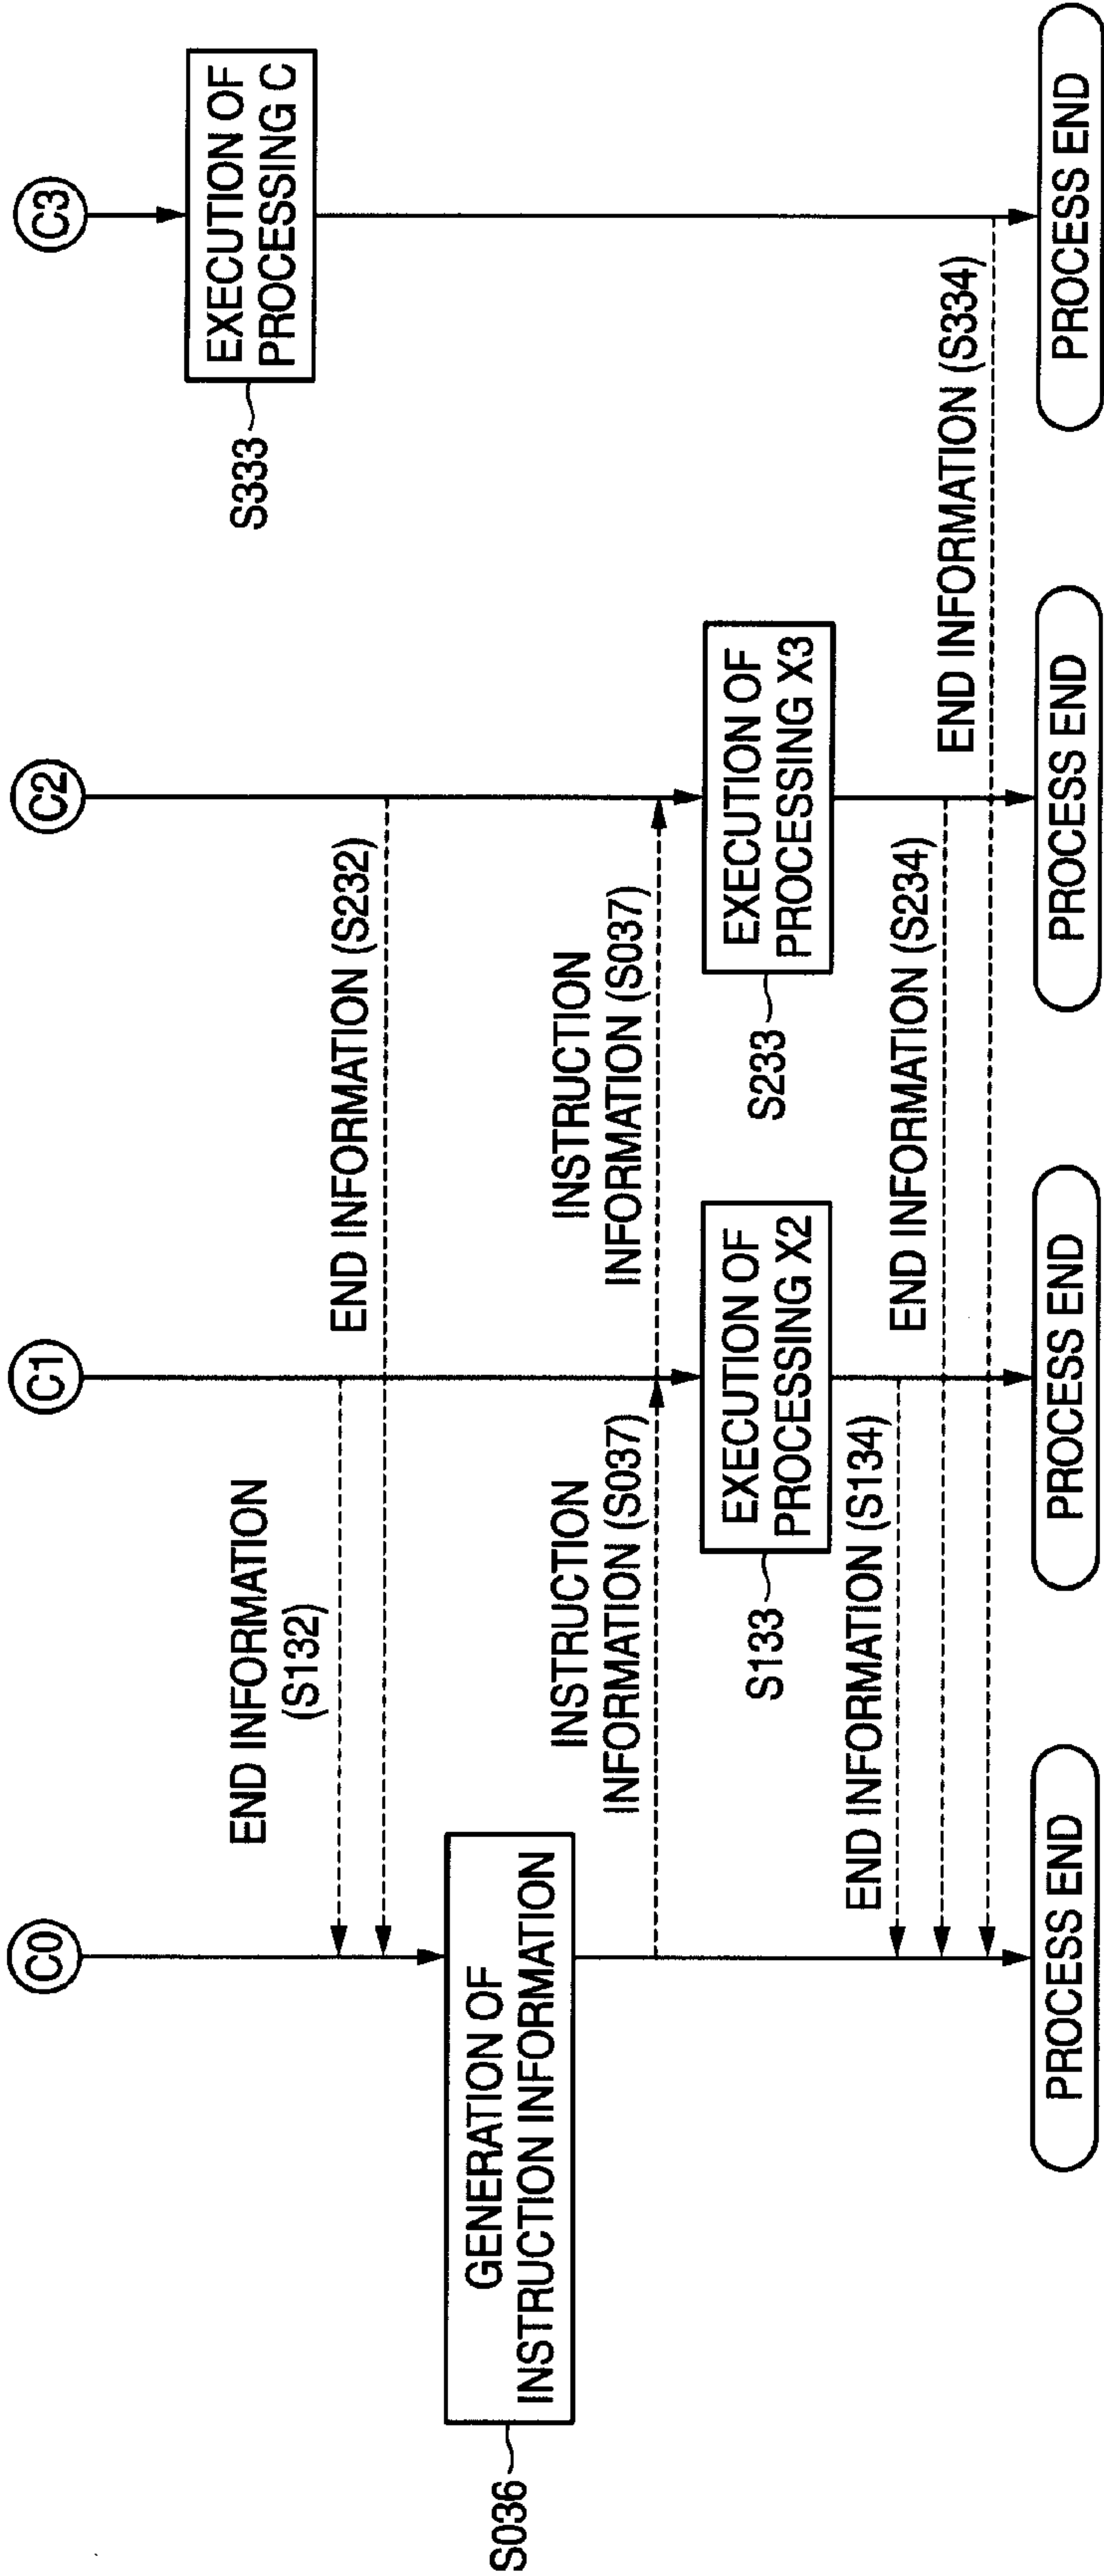 C0
C1
C2
C3
EXECUTION OF
PROCESSING C
S333
END INFORMATION
(S132)
END INFORMATION (S232)
GENERATION OF
INSTRUCTION INFORMATION
S036
INSTRUCTION
INFORMATION (S037)
INSTRUCTION
INFORMATION (S037)
EXECUTION OF
PROCESSING X2
S133
EXECUTION OF
PROCESSING X3
S233
END INFORMATION (S134)
END INFORMATION (S234)
END INFORMATION (S334)
PROCESS END
PROCESS END
PROCESS END
PROCESS END